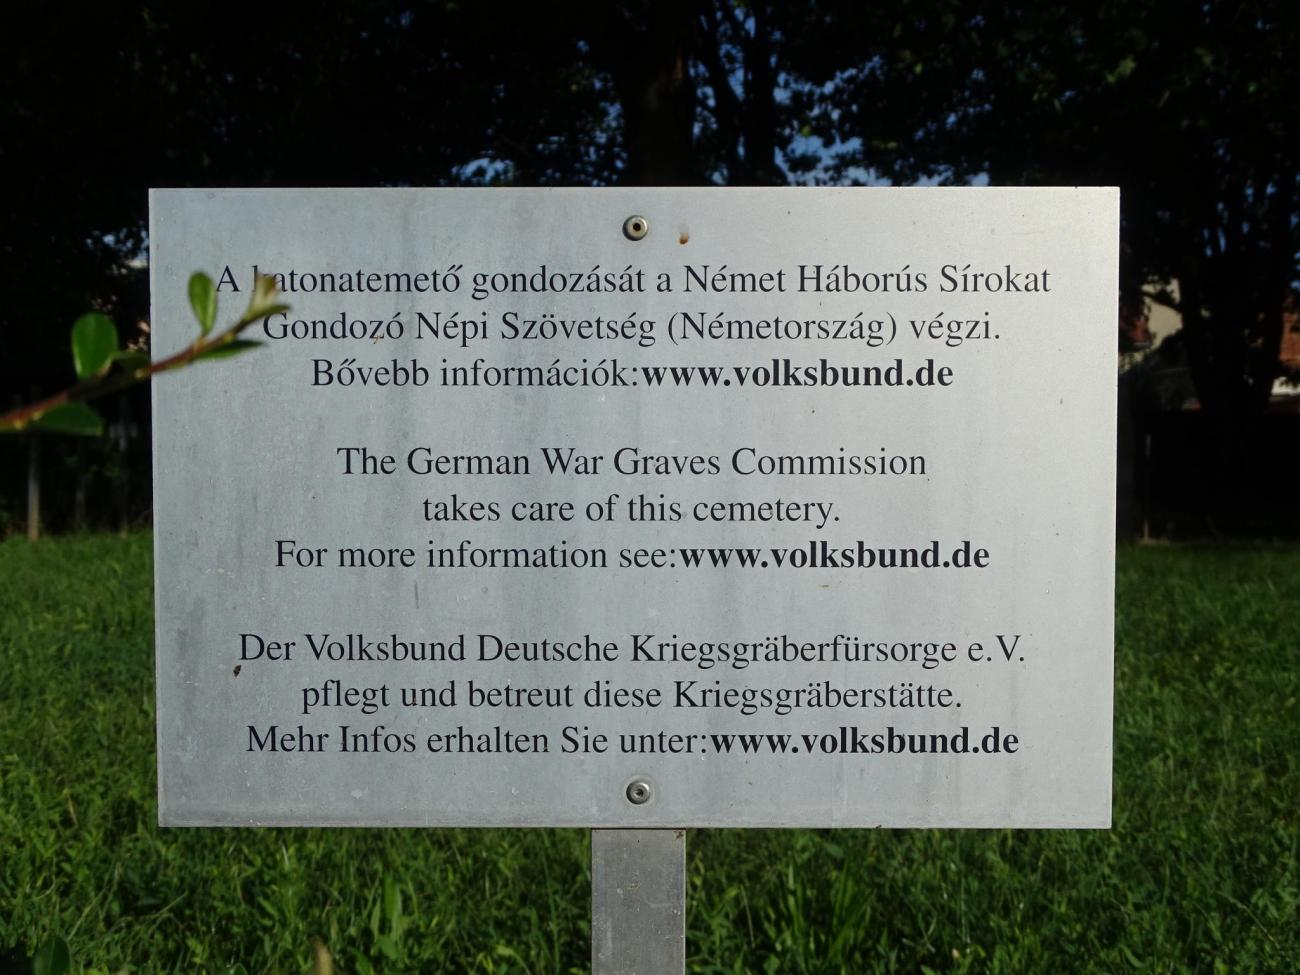 A katonatemető gondozását a Német Háborús Sírokat
Gondozó Népi Szövetség (Németország) végzi.
Bővebb információk:www.volksbund.de
The German War Graves Commission
takes care of this cemetery.
For more information see:www.volksbund.de
Der Volksbund Deutsche Kriegsgräberfürsorge e.V.
pflegt und betreut diese Kriegsgräberstätte.
Mehr Infos erhalten Sie unter:www.volksbund.de